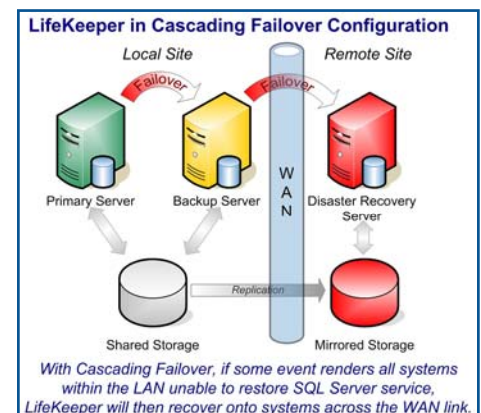 LifeKeeper in Cascading Failover Configuration
Local Site
Remote Site
Failover
Failover
WAN
Primary Server
Backup Server
Disaster Recovery
Server
Replication
Shared Storage
Mirrored Storage
With Cascading Failover, if some event renders all systems
within the LAN unable to restore SQL Server service,
LifeKeeper will then recover onto systems across the WAN link.